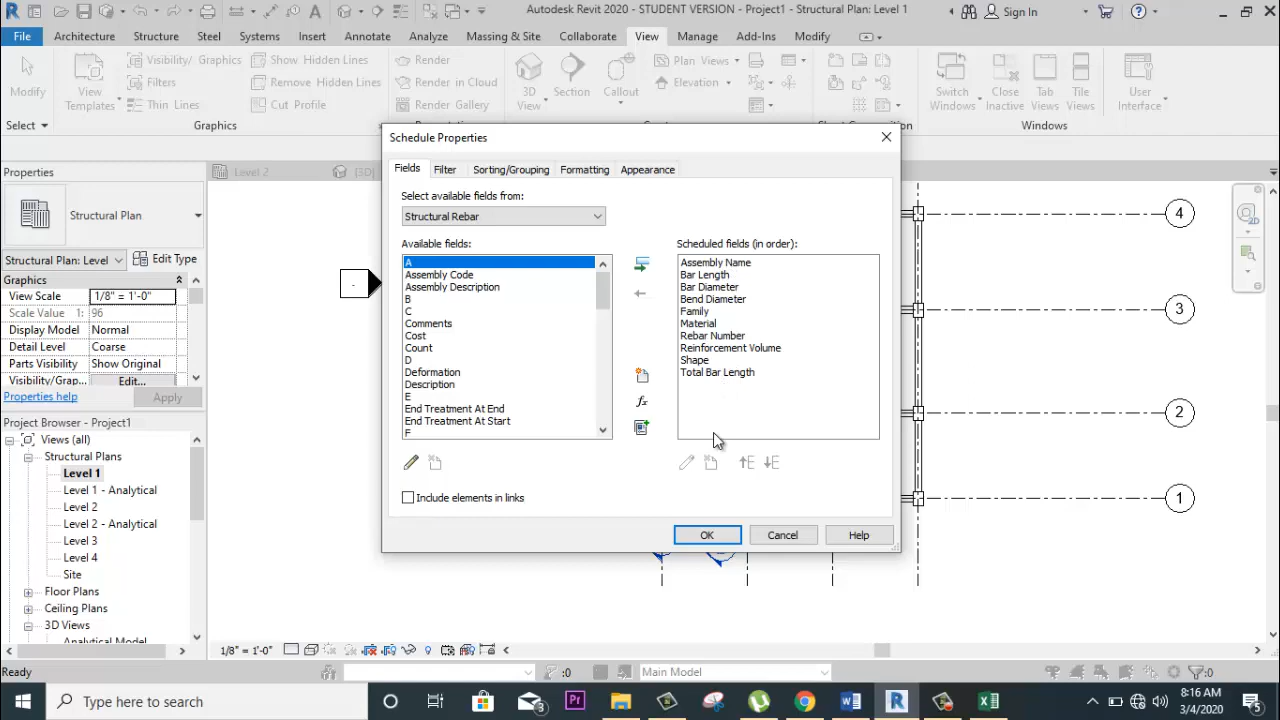 Autodesk Revit 2020 - STUDENT VERSION - Project1 - Structural Plan: Level 1
Sign In
File
Architecture
Structure
Steel
Systems
Insert
Annotate
Analyze
Massing & Site
Collaborate
View
Manage
Add-Ins
Modify
Modify
View Templates
Visibility/ Graphics
Filters
Thin Lines
Show Hidden Lines
Remove Hidden Lines
Cut Profile
Render
Render in Cloud
Render Gallery
3D View
Section
Callout
Plan Views
Elevation
Switch Windows
Close Inactive
Tab Views
Tile Views
User Interface
Select
Graphics
Windows
Properties
Structural Plan
Structural Plan: Level
Edit Type
Graphics
View Scale 1/8" = 1'-0"
Scale Value 1: 96
Display Model Normal
Detail Level Coarse
Parts Visibility Show Original
Visibility/Grap... Edit...
Properties help
Apply
Project Browser - Project1
Views (all)
Structural Plans
Level 1
Level 1 - Analytical
Level 2
Level 2 - Analytical
Level 3
Level 4
Site
Floor Plans
Ceiling Plans
3D Views
Analytical Model
Level 2
Schedule Properties
Fields
Filter
Sorting/Grouping
Formatting
Appearance
Select available fields from:
Structural Rebar
Available fields:
A
Assembly Code
Assembly Description
B
C
Comments
Cost
Count
D
Deformation
Description
E
End Treatment At End
End Treatment At Start
F
fx
Scheduled fields (in order):
Assembly Name
Bar Length
Bar Diameter
Bend Diameter
Family
Material
Rebar Number
Reinforcement Volume
Shape
Total Bar Length
Include elements in links
OK
Cancel
Help
4
3
2
1
1/8" = 1'-0"
Ready
:0
Main Model
:0
Type here to search
8:16 AM
3/4/2020